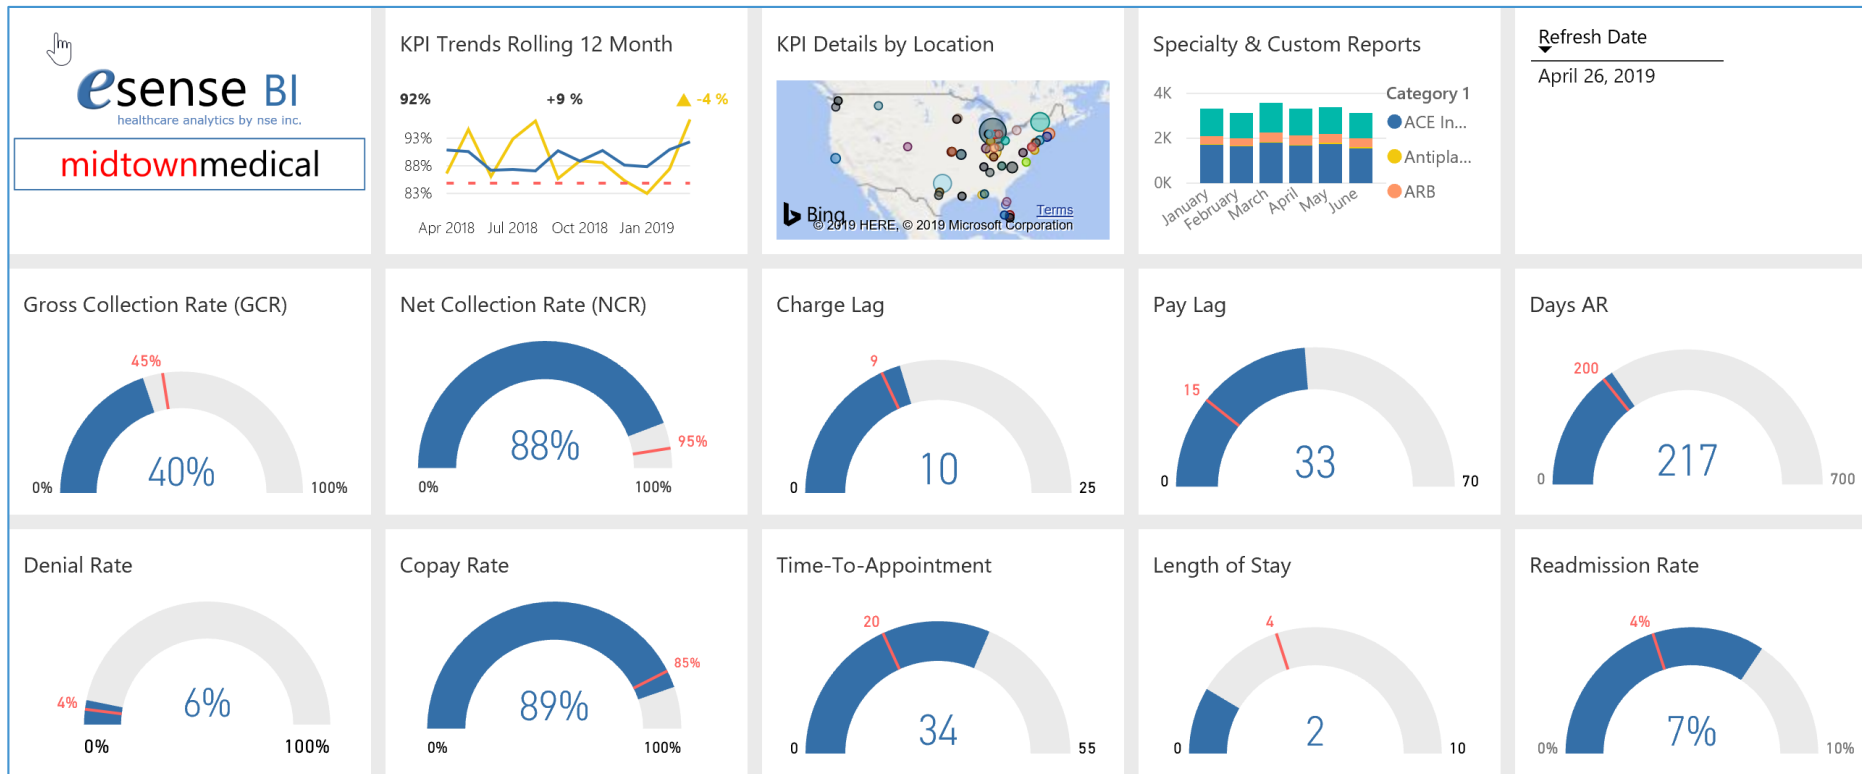 esense BI
healthcare analytics by nse inc.
midtownmedical
KPI Trends Rolling 12 Month
92%
+9 %
-4 %
93%
88%
83%
Apr 2018
Jul 2018
Oct 2018
Jan 2019
KPI Details by Location
Bing
Terms
© 2019 HERE, © 2019 Microsoft Corporation
Specialty & Custom Reports
4K
2K
0K
January
February
March
April
May
June
Category 1
ACE In...
Antipla...
ARB
Refresh Date
April 26, 2019
Gross Collection Rate (GCR)
45%
40%
0%
100%
Net Collection Rate (NCR)
95%
88%
0%
100%
Charge Lag
9
10
0
25
Pay Lag
15
33
0
70
Days AR
200
217
0
700
Denial Rate
4%
6%
0%
100%
Copay Rate
85%
89%
0%
100%
Time-To-Appointment
20
34
0
55
Length of Stay
4
2
0
10
Readmission Rate
4%
7%
0%
10%